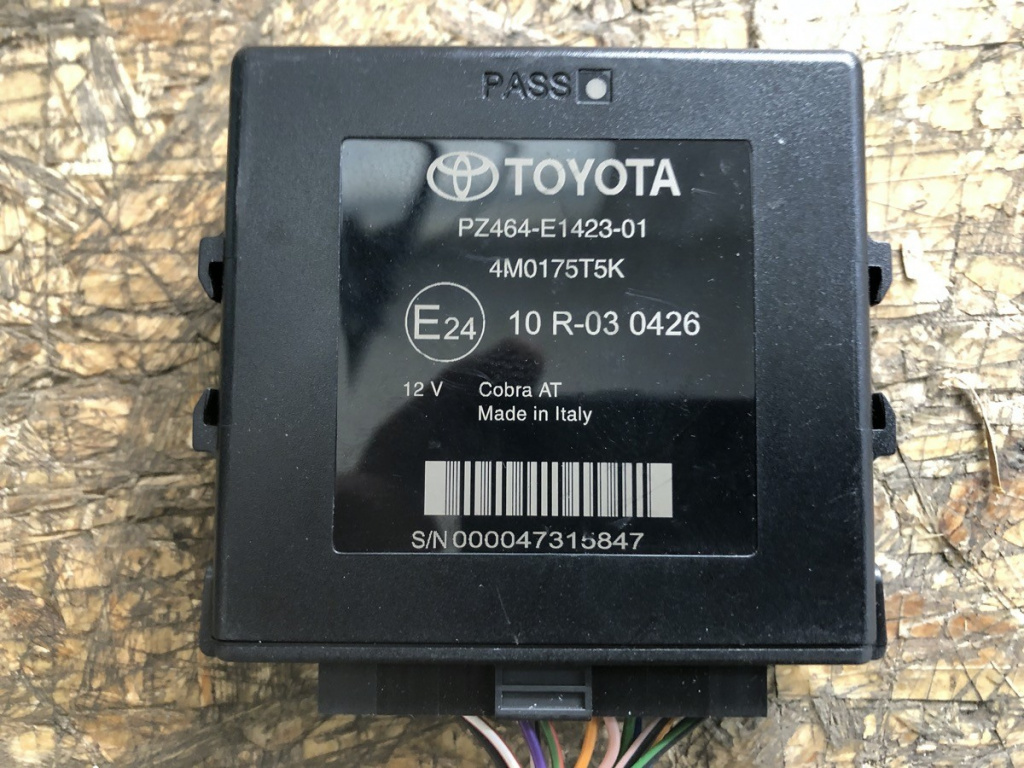 PASS
TOYOTA
PZ464-E1423-01
4M0175T5K
E24 10 R-03 0426
12 V Cobra AT
Made in Italy
S/N 000047315847